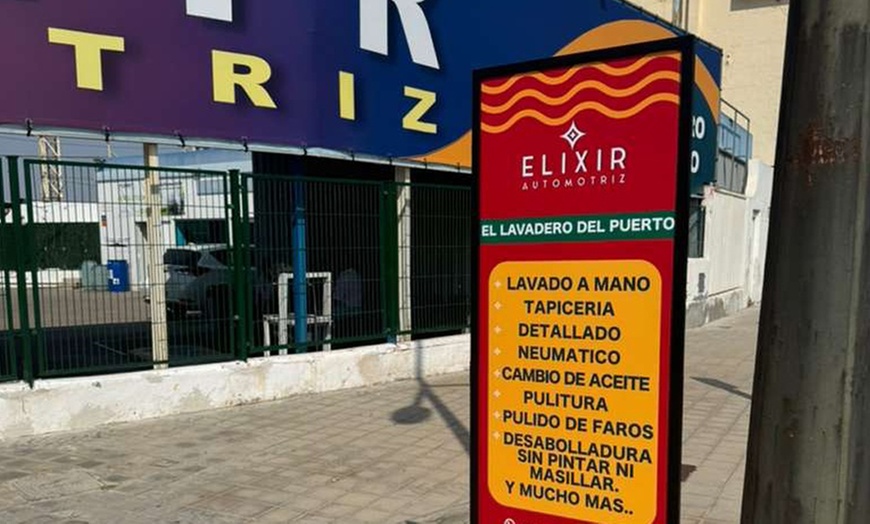 TRIZ
ELIXIR
AUTOMOTRIZ
EL LAVADERO DEL PUERTO
LAVADO A MANO
TAPICERIA
DETALLADO
NEUMATICO
CAMBIO DE ACEITE
PULITURA
PULIDO DE FAROS
DESABOLLADURA
SIN PINTAR NI
MASILLAR.
Y MUCHO MAS..